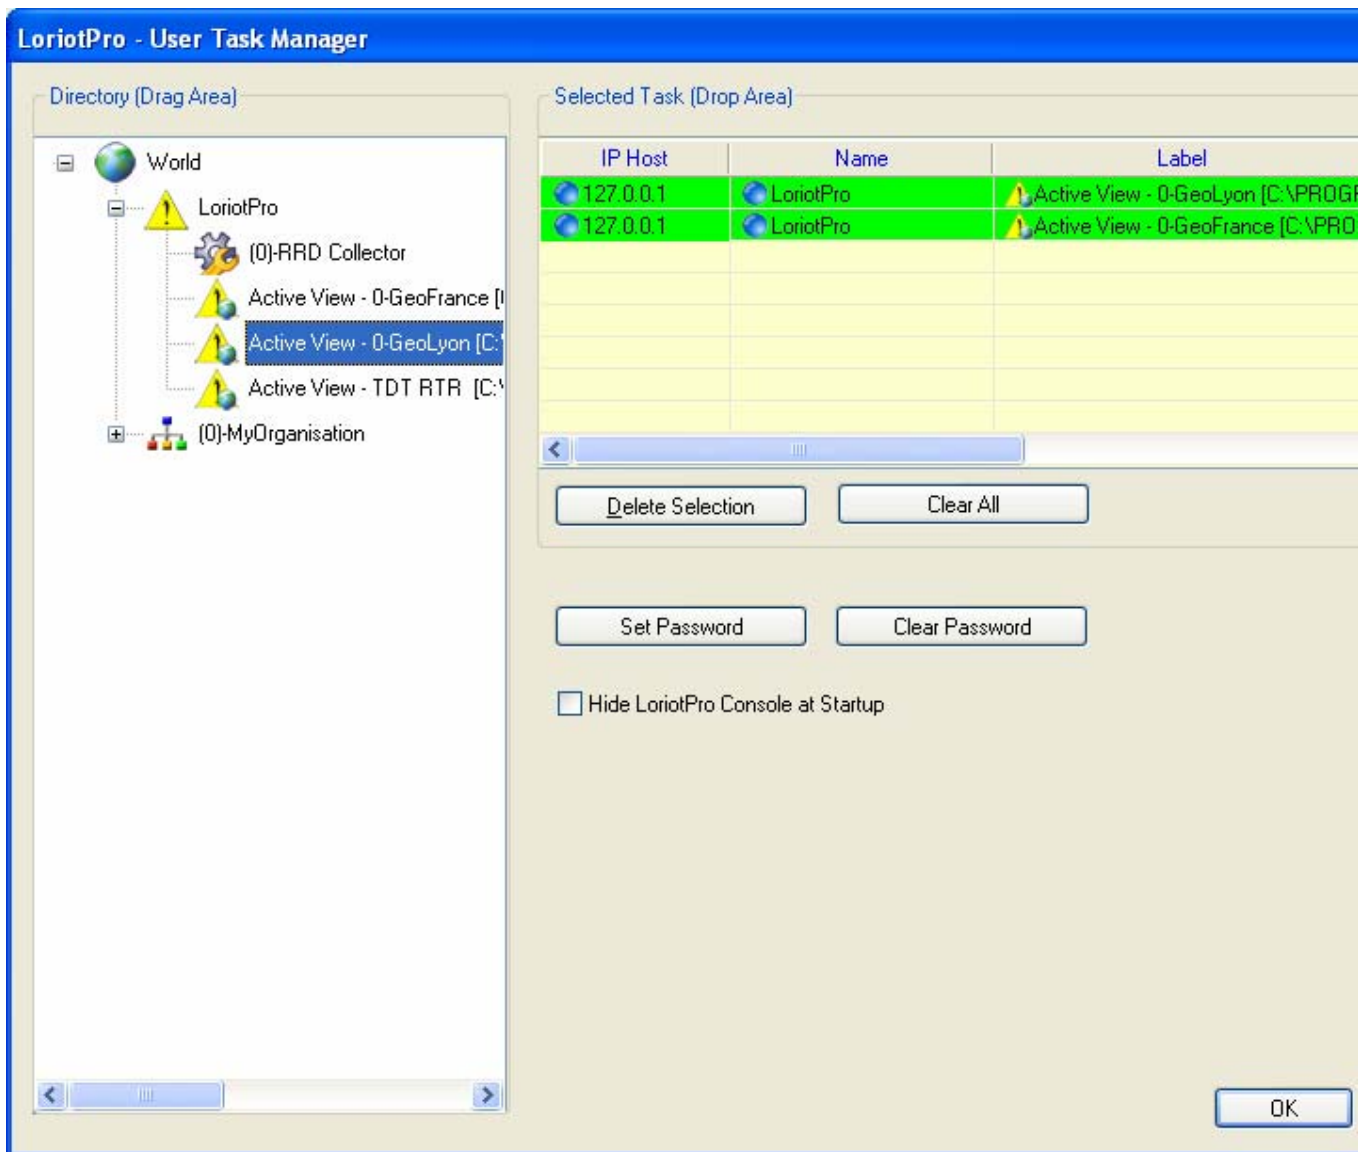 LoriotPro - User Task Manager
Directory (Drag Area)
World
LoriotPro
(0)-RRD Collector
Active View - 0-GeoFrance [
Active View - 0-GeoLyon [C:\
Active View - TDT RTR [C:\
(0)-MyOrganisation
Selected Task (Drop Area)
IP Host Name Label
127.0.0.1 LoriotPro Active View - 0-GeoLyon [C:\PROGR
127.0.0.1 LoriotPro Active View - 0-GeoFrance [C:\PRO
Delete Selection Clear All
Set Password Clear Password
Hide LoriotPro Console at Startup
OK